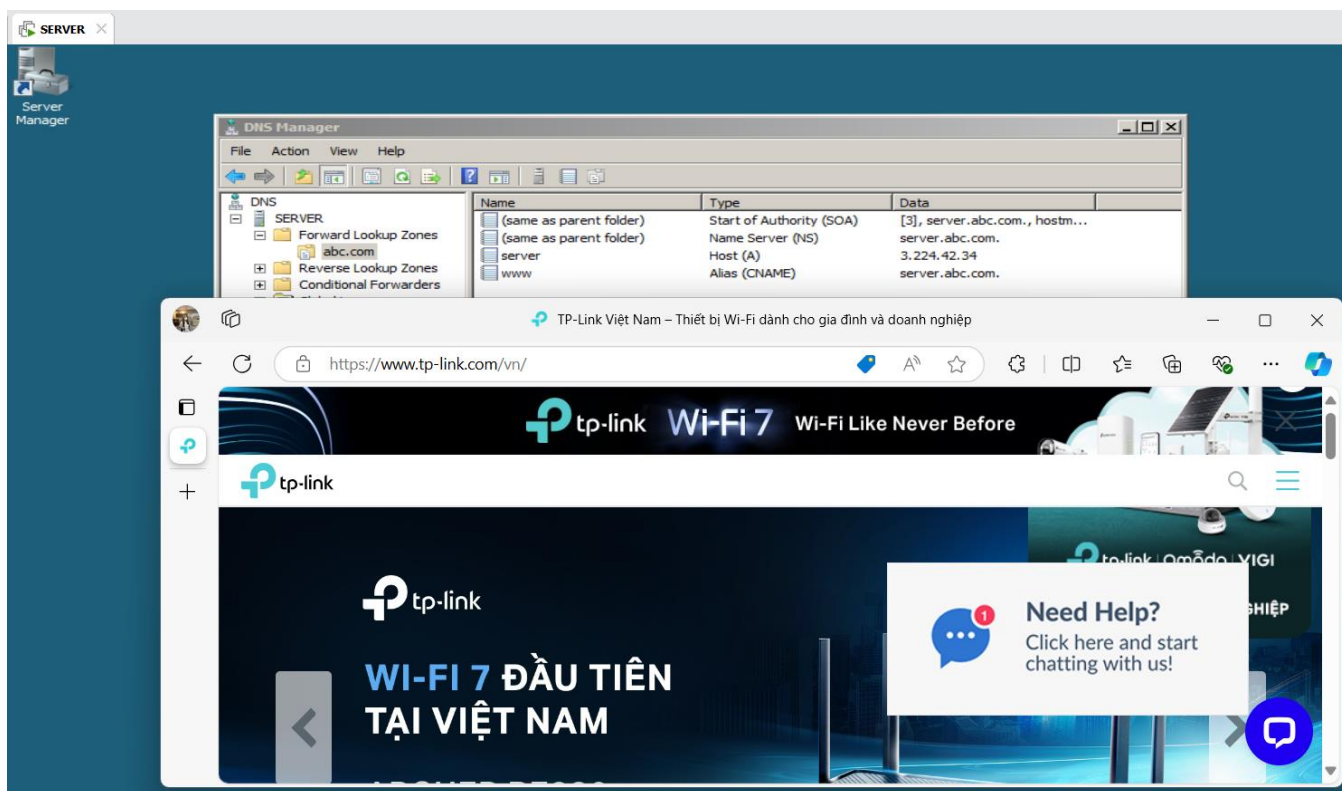 SERVER
Server
Manager
DNS Manager
File Action View Help
DNS
SERVER
Forward Lookup Zones
abc.com
Reverse Lookup Zones
Conditional Forwarders
Name Type Data
(same as parent folder) Start of Authority (SOA) [3], server.abc.com., hostm...
(same as parent folder) Name Server (NS) server.abc.com.
server Host (A) 3.224.42.34
www Alias (CNAME) server.abc.com.
TP-Link Việt Nam – Thiết bị Wi-Fi dành cho gia đình và doanh nghiệp
https://www.tp-link.com/vn/
tp-link Wi-Fi 7 Wi-Fi Like Never Before
tp-link
tp-link omada VIGI
tp-link
WI-FI 7 ĐẦU TIÊN
TẠI VIỆT NAM
Need Help?
Click here and start
chatting with us!
1